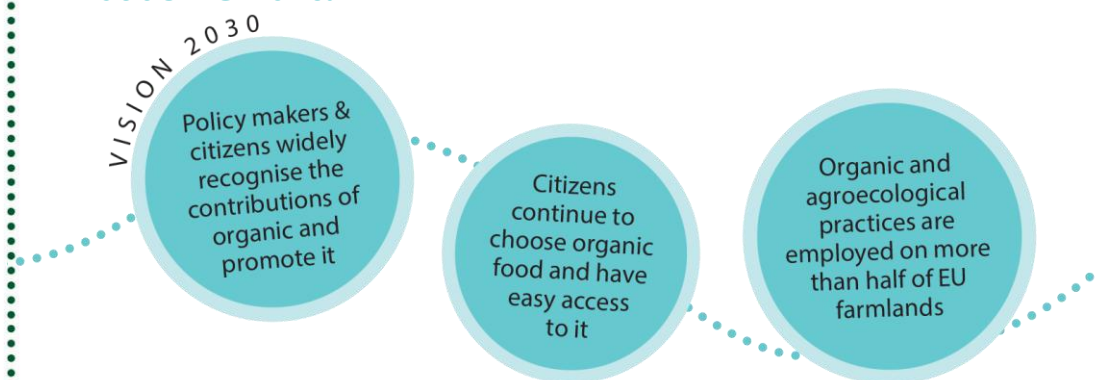 VISION 2030
Policy makers &
citizens widely
recognise the
contributions of
organic and
promote it
Citizens
continue to
choose organic
food and have
easy access
to it
Organic and
agroecological
practices are
employed on more
than half of EU
farmlands